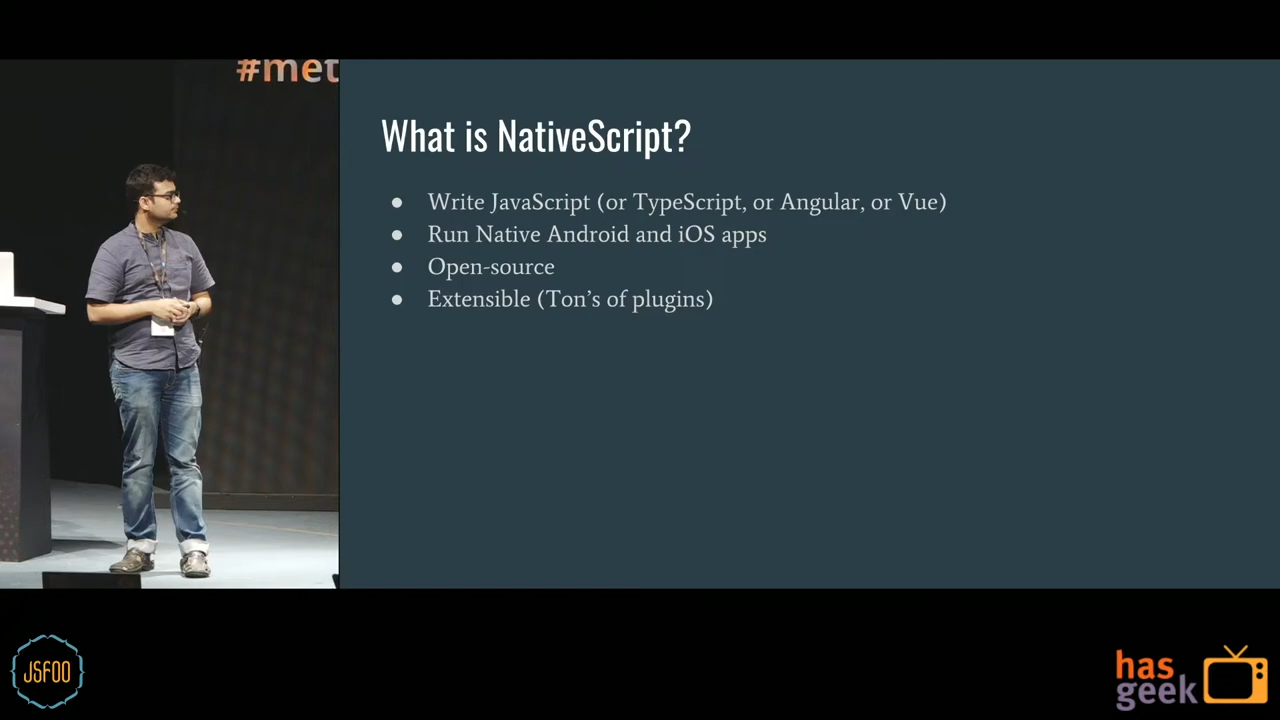 #met
What is NativeScript?
● Write JavaScript (or TypeScript, or Angular, or Vue)
● Run Native Android and iOS apps
● Open-source
● Extensible (Ton’s of plugins)
JSFOO
has
geek